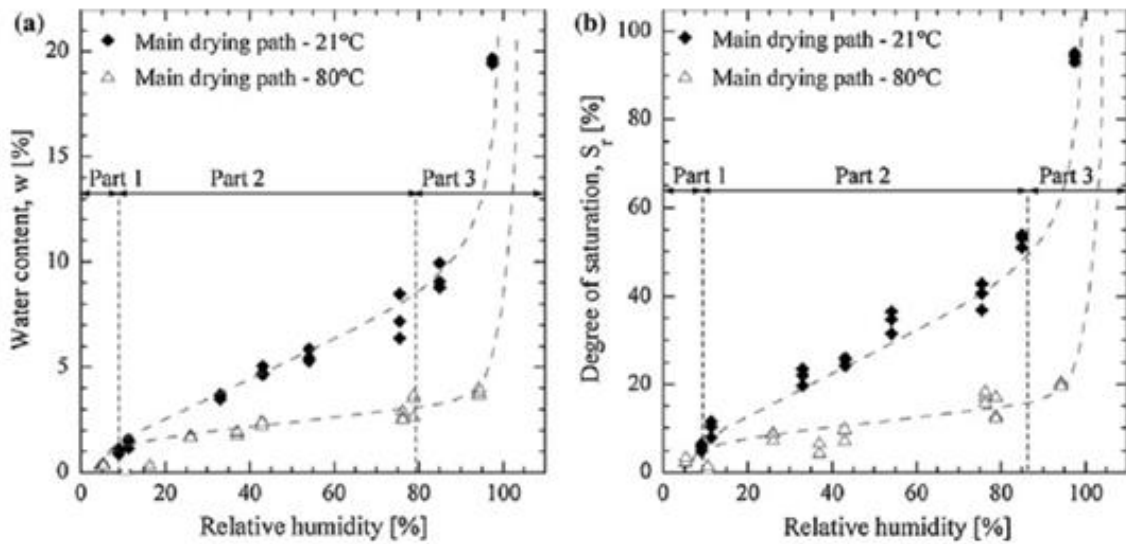 (a)
Main drying path - 21°C
Main drying path - 80°C
Water content, w [%]
20
15
10
5
0
Part 1
Part 2
Part 3
0 20 40 60 80 100
Relative humidity [%]
(b)
Main drying path - 21°C
Main drying path - 80°C
Degree of saturation, Sr [%]
100
80
60
40
20
0
Part 1
Part 2
Part 3
0 20 40 60 80 100
Relative humidity [%]